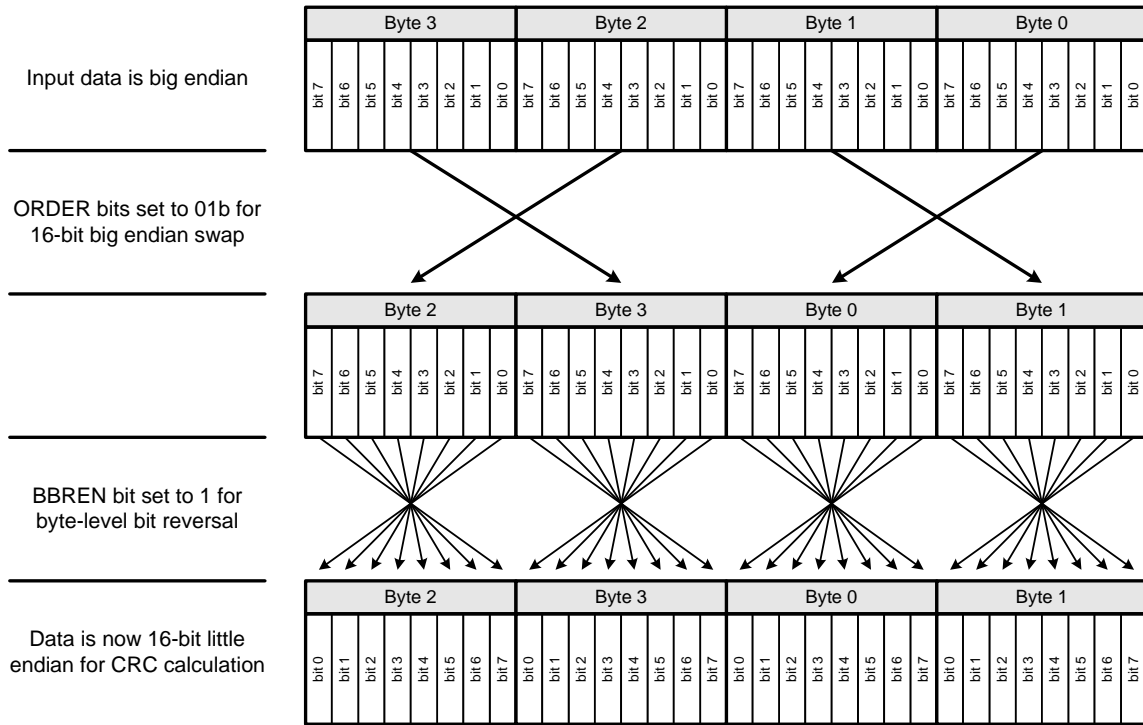 Byte 3 Byte 2 Byte 1 Byte 0
Input data is big endian
bit 7 bit 6 bit 5 bit 4 bit 3 bit 2 bit 1 bit 0 bit 7 bit 6 bit 5 bit 4 bit 3 bit 2 bit 1 bit 0 bit 7 bit 6 bit 5 bit 4 bit 3 bit 2 bit 1 bit 0 bit 7 bit 6 bit 5 bit 4 bit 3 bit 2 bit 1 bit 0
ORDER bits set to 01b for
16-bit big endian swap
Byte 2 Byte 3 Byte 0 Byte 1
bit 7 bit 6 bit 5 bit 4 bit 3 bit 2 bit 1 bit 0 bit 7 bit 6 bit 5 bit 4 bit 3 bit 2 bit 1 bit 0 bit 7 bit 6 bit 5 bit 4 bit 3 bit 2 bit 1 bit 0 bit 7 bit 6 bit 5 bit 4 bit 3 bit 2 bit 1 bit 0
BBREN bit set to 1 for
byte-level bit reversal
Byte 2 Byte 3 Byte 0 Byte 1
Data is now 16-bit little
endian for CRC calculation
bit 0 bit 1 bit 2 bit 3 bit 4 bit 5 bit 6 bit 7 bit 0 bit 1 bit 2 bit 3 bit 4 bit 5 bit 6 bit 7 bit 0 bit 1 bit 2 bit 3 bit 4 bit 5 bit 6 bit 7 bit 0 bit 1 bit 2 bit 3 bit 4 bit 5 bit 6 bit 7